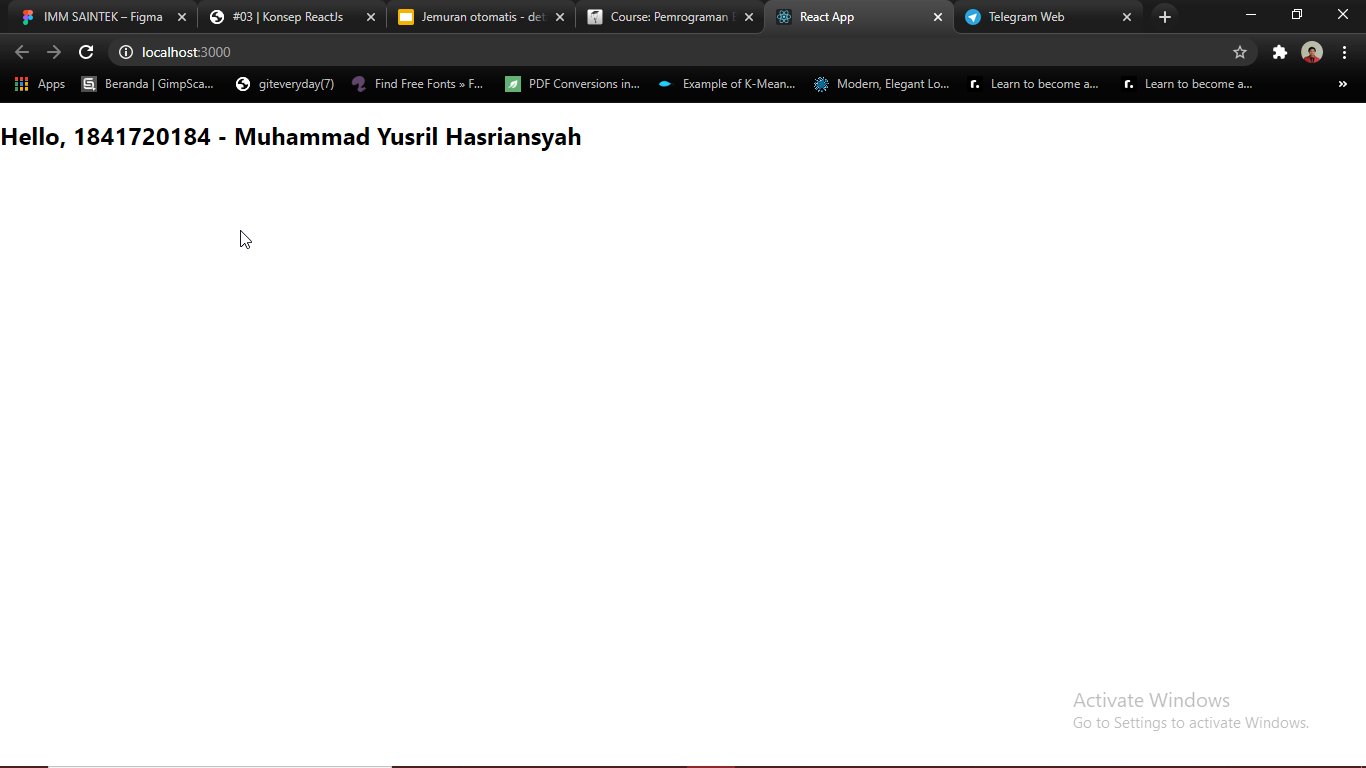 IMM SAINTEK – Figma
#03 | Konsep ReactJs
Jemuran otomatis - det
Course: Pemrograman
React App
Telegram Web
localhost:3000
Apps
Beranda | GimpSca...
giteveryday(7)
Find Free Fonts » F...
PDF Conversions in...
Example of K-Mean...
Modern, Elegant Lo...
Learn to become a...
Learn to become a...
»
Hello, 1841720184 - Muhammad Yusril Hasriansyah
Activate Windows
Go to Settings to activate Windows.